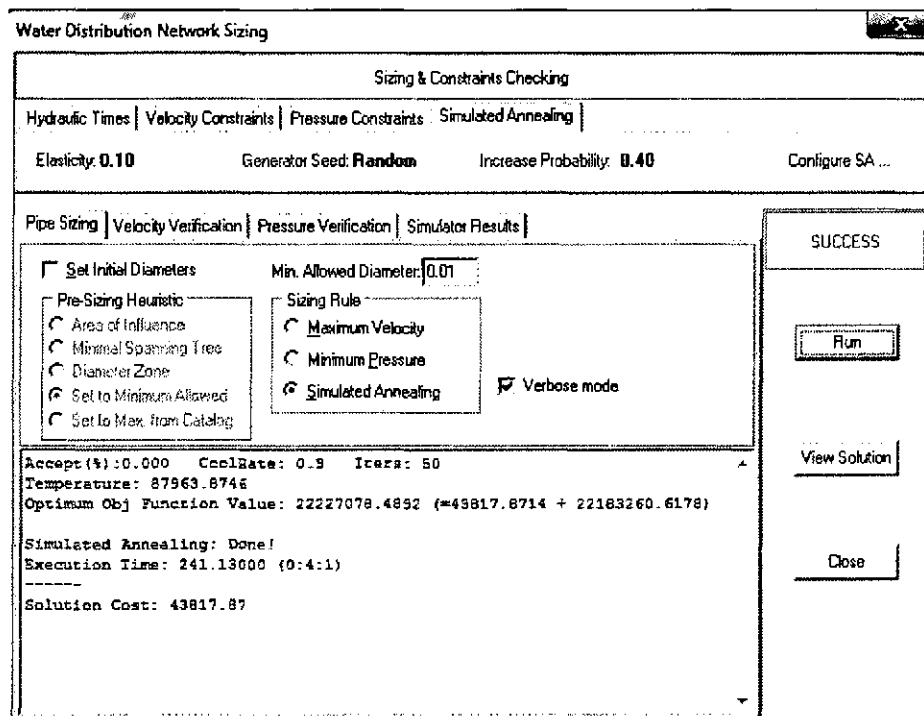 Water Distribution Network Sizing
Sizing & Constraints Checking
Hydraulic Times Velocity Constraints Pressure Constraints Simulated Annealing
Elasticity: 0.10 Generator Seed: Random Increase Probability: 0.40 Configure SA ...
Pipe Sizing Velocity Verification Pressure Verification Simulator Results
SUCCESS
Set Initial Diameters Min. Allowed Diameter: 0.01
Pre-Sizing Heuristic Sizing Rule
Area of Influence Maximum Velocity
Minimal Spanning Tree
Diameter Zone Minimum Pressure
Set to Minimum Allowed Simulated Annealing Verbose mode
Set to Max. from Catalog
Run
Accept(%):0.000 CoolRate: 0.9 Iters: 50
Temperature: 87963.8746
Optimum Obj Function Value: 22227078.4892 (=43817.8714 + 22183260.6178)
Simulated Annealing: Done!
Execution Time: 241.13000 (0:4:1)
------
Solution Cost: 43817.87
View Solution
Close